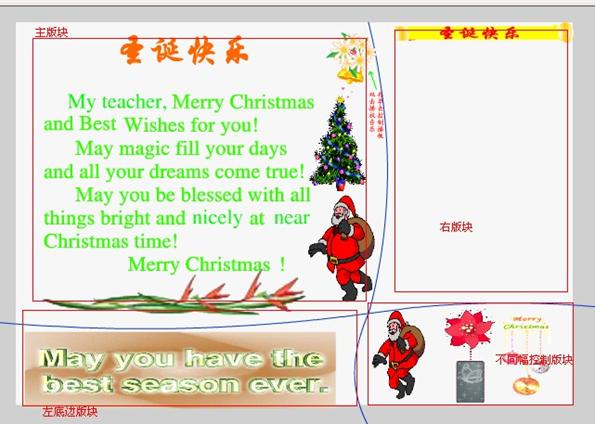 主版块
圣诞快乐
圣诞快乐
My teacher, Merry Christmas
and Best Wishes for you!
May magic fill your days
and all your dreams come true!
May you be blessed with all
things bright and nicely at near
Christmas time!
Merry Christmas !
右版块
Merry
Christmas
不同幅控制版块
May you have the
best season ever.
左底边版块